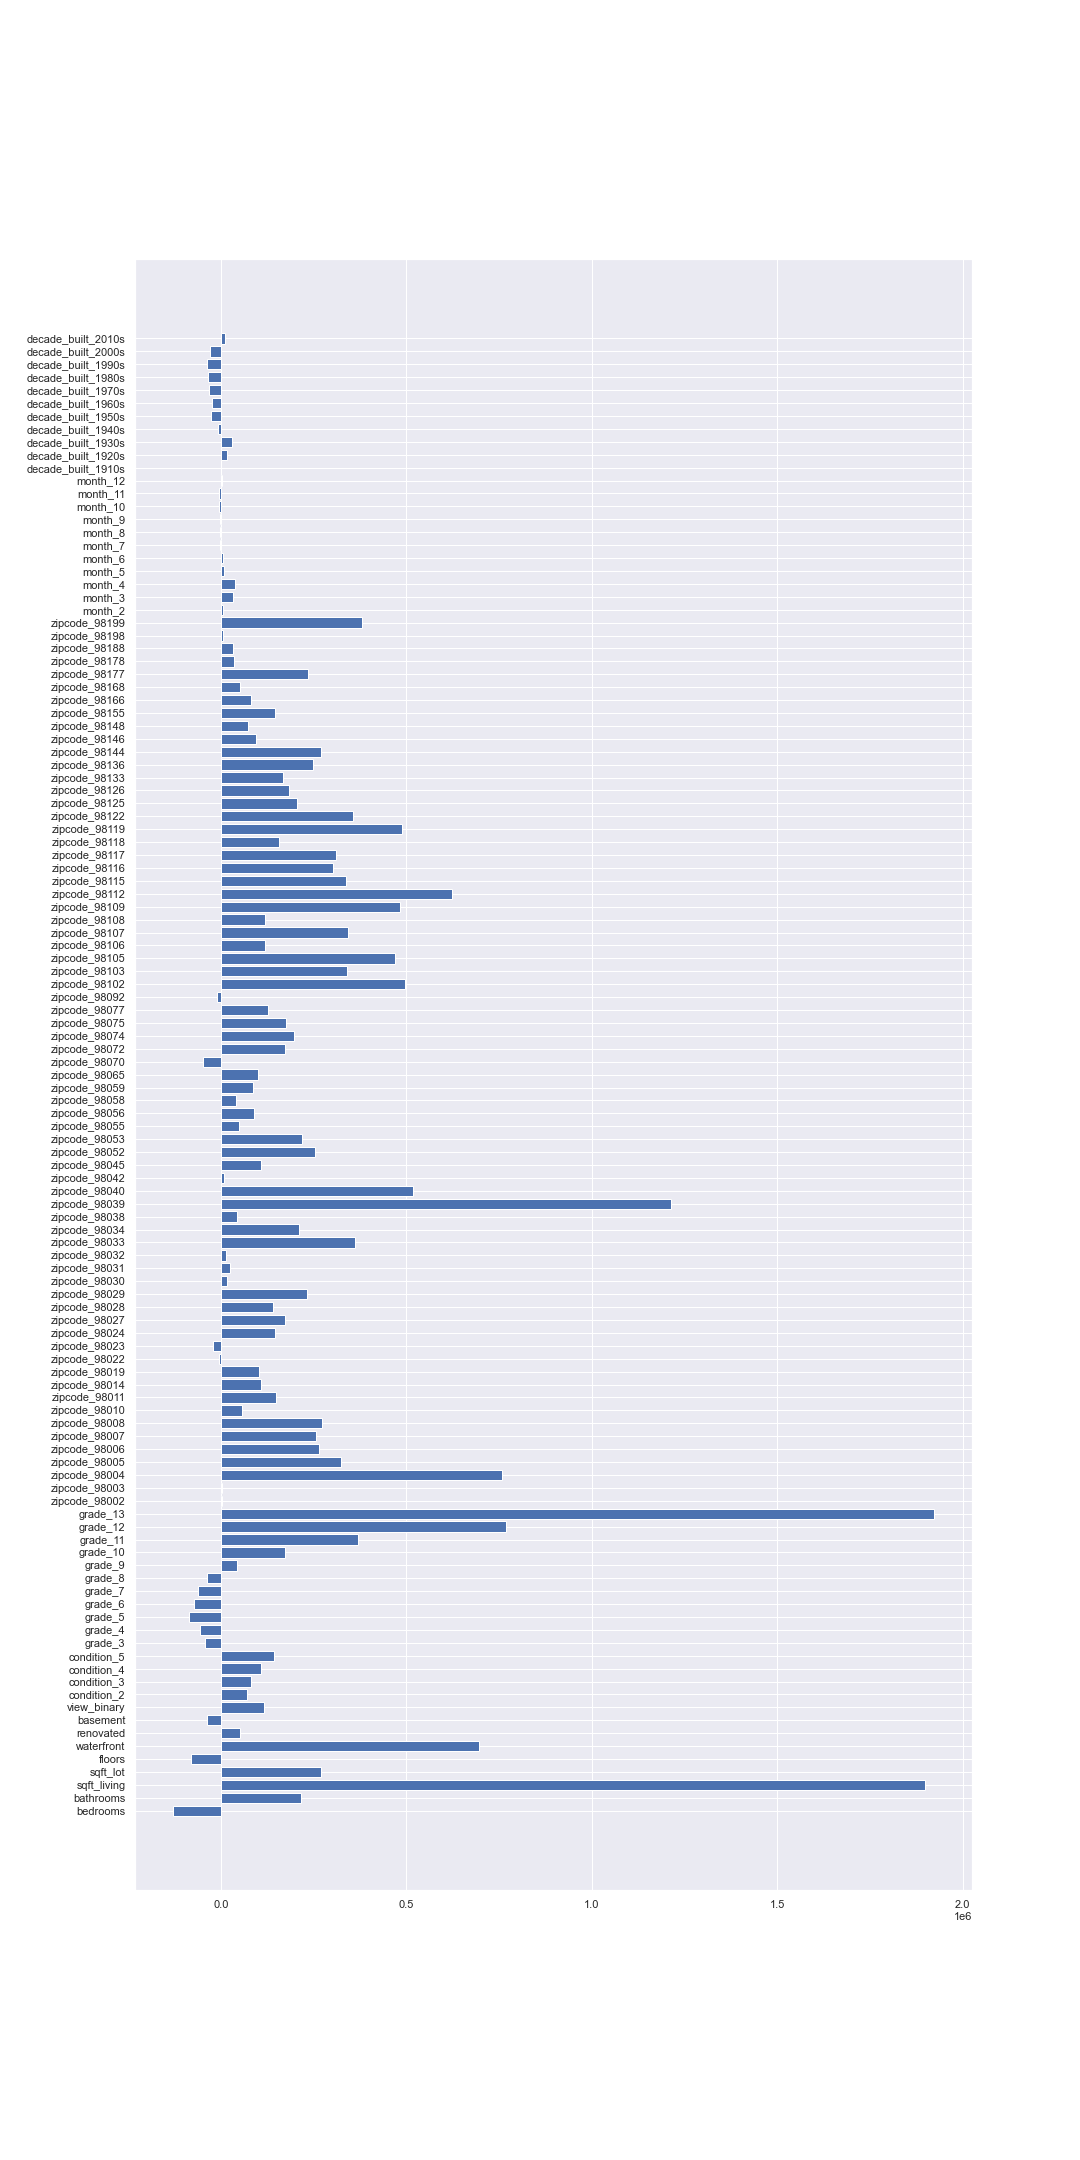 decade_built_2010s
decade_built_2000s
decade_built_1990s
decade_built_1980s
decade_built_1970s
decade_built_1960s
decade_built_1950s
decade_built_1940s
decade_built_1930s
decade_built_1920s
decade_built_1910s
month_12
month_11
month_10
month_9
month_8
month_7
month_6
month_5
month_4
month_3
month_2
zipcode_98199
zipcode_98198
zipcode_98188
zipcode_98178
zipcode_98177
zipcode_98168
zipcode_98166
zipcode_98155
zipcode_98148
zipcode_98146
zipcode_98144
zipcode_98136
zipcode_98133
zipcode_98126
zipcode_98125
zipcode_98122
zipcode_98119
zipcode_98118
zipcode_98117
zipcode_98116
zipcode_98115
zipcode_98112
zipcode_98109
zipcode_98108
zipcode_98107
zipcode_98106
zipcode_98105
zipcode_98103
zipcode_98102
zipcode_98092
zipcode_98077
zipcode_98075
zipcode_98074
zipcode_98072
zipcode_98070
zipcode_98065
zipcode_98059
zipcode_98058
zipcode_98056
zipcode_98055
zipcode_98053
zipcode_98052
zipcode_98045
zipcode_98042
zipcode_98040
zipcode_98039
zipcode_98038
zipcode_98034
zipcode_98033
zipcode_98032
zipcode_98031
zipcode_98030
zipcode_98029
zipcode_98028
zipcode_98027
zipcode_98024
zipcode_98023
zipcode_98022
zipcode_98019
zipcode_98014
zipcode_98011
zipcode_98010
zipcode_98008
zipcode_98007
zipcode_98006
zipcode_98005
zipcode_98004
zipcode_98003
zipcode_98002
grade_13
grade_12
grade_11
grade_10
grade_9
grade_8
grade_7
grade_6
grade_5
grade_4
grade_3
condition_5
condition_4
condition_3
condition_2
view_binary
basement
renovated
waterfront
floors
sqft_lot
sqft_living
bathrooms
bedrooms
0.0 0.5 1.0 1.5 2.0
1e6